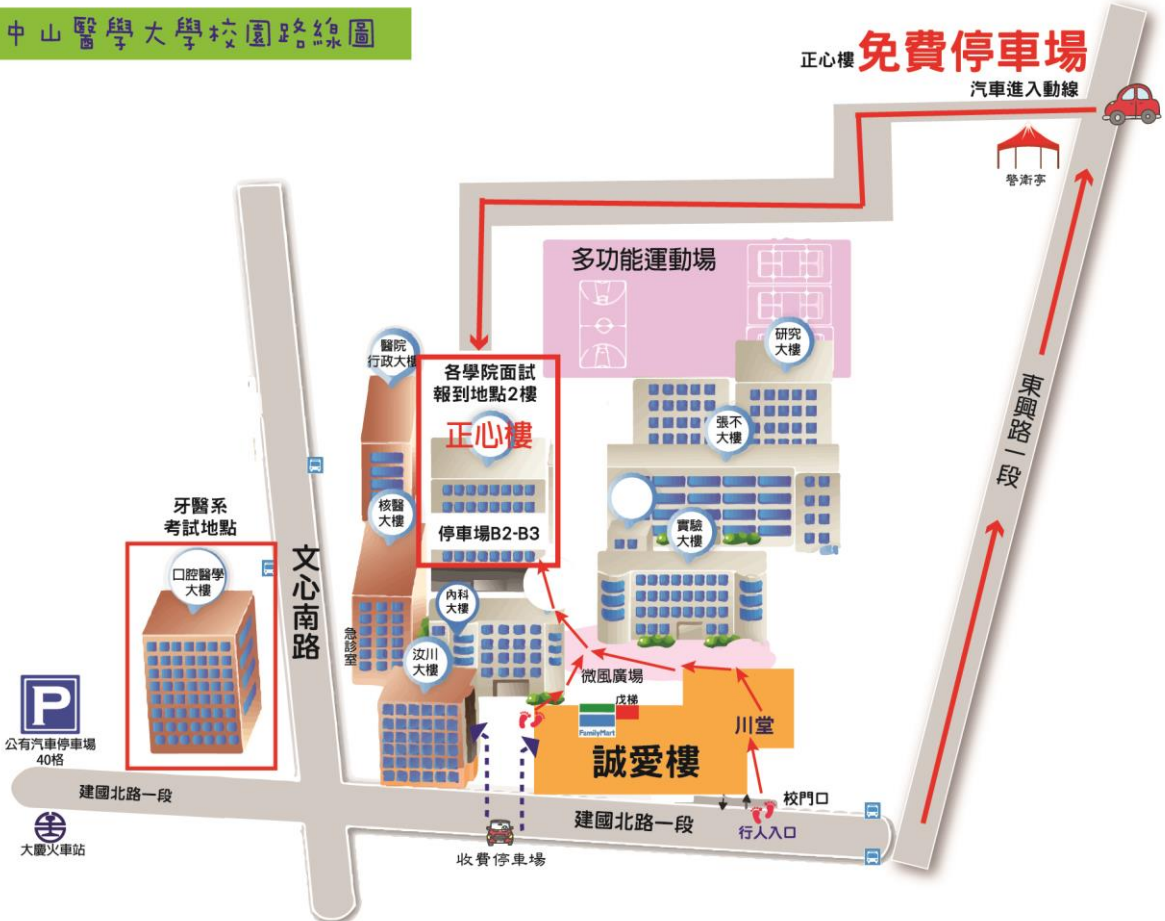 中山醫學大學校園路線圖
正心樓 免費停車場
汽車進入動線
警衛亭
多功能運動場
研究
大樓
醫院
行政大樓
各學院面試
報到地點2樓
正心樓
張不
大樓
東興路一段
核醫
大樓
停車場B2-B3
實驗
大樓
牙醫系
考試地點
口腔醫學
大樓
文心南路
內科
大樓
急診室
汝川
大樓
微風廣場
戊梯
FamilyMart
川堂
誠愛樓
P
公有汽車停車場
40格
建國北路一段
校門口
建國北路一段
行人入口
大慶火車站
收費停車場